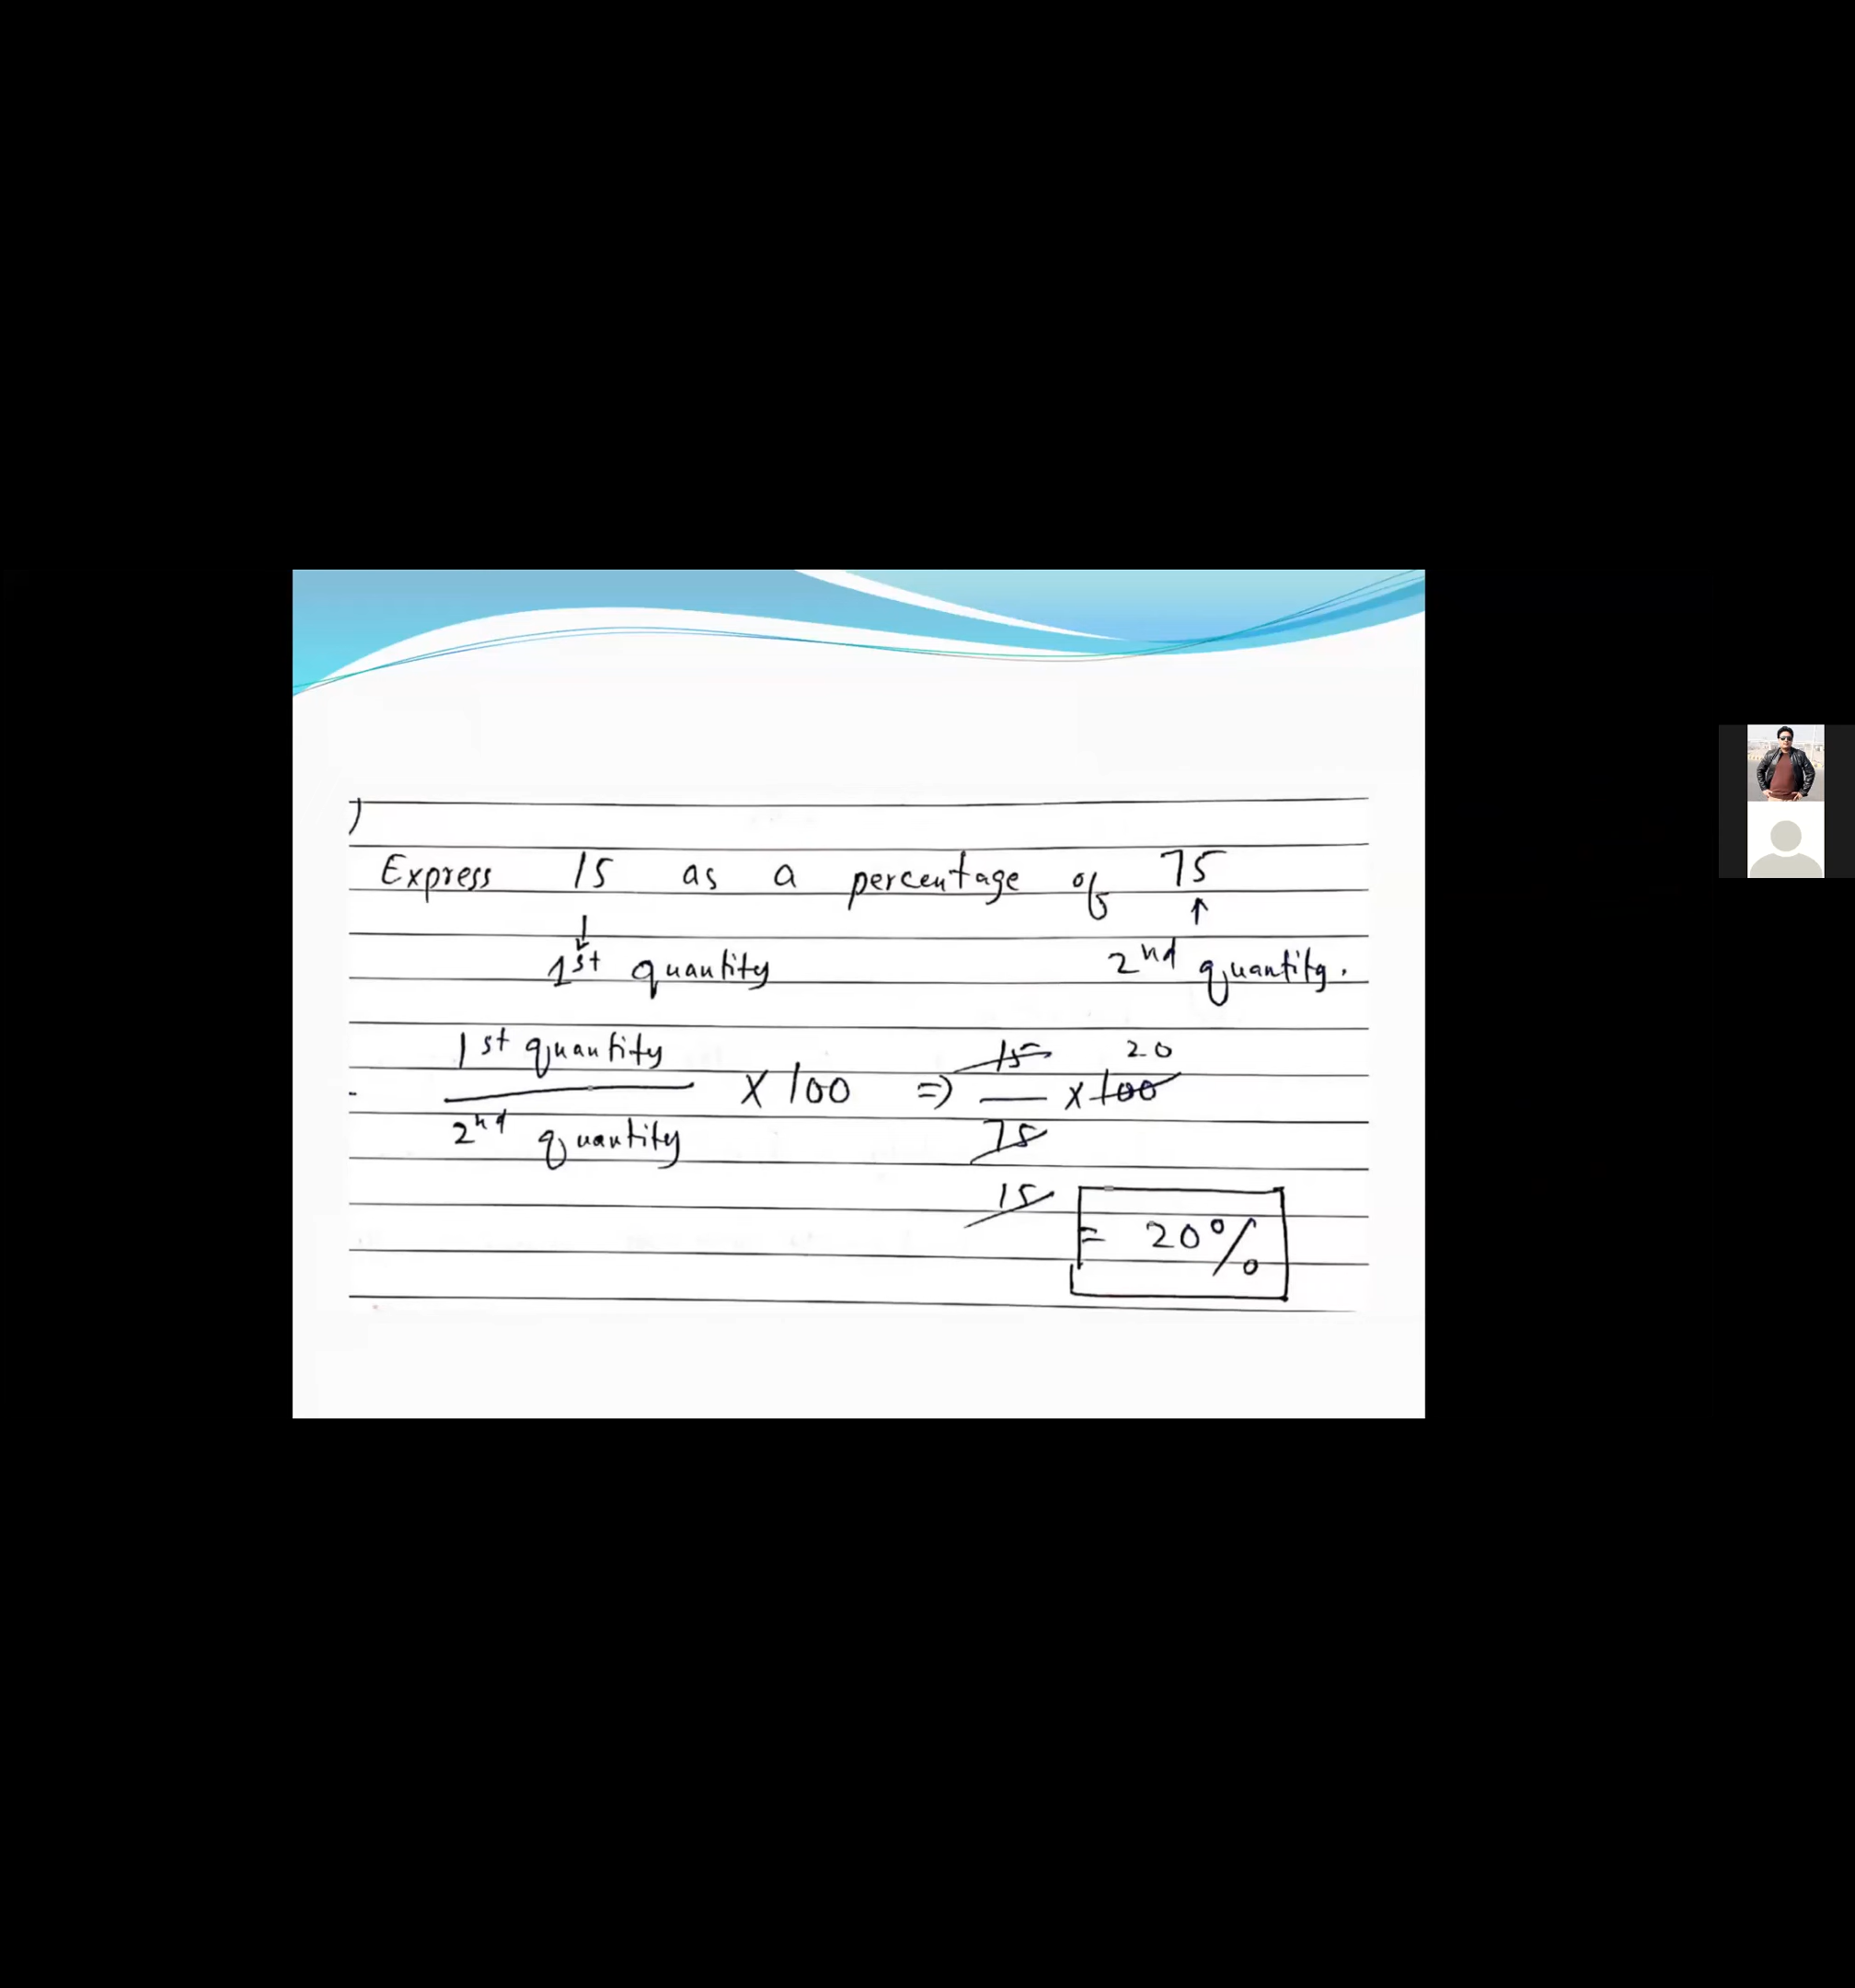 )
Express 15 as a percentage of 75
1st quantity 2nd quantity.
1st quantity / 2nd quantity X 100 => 15 / 75 x 100 20
15
= 20%